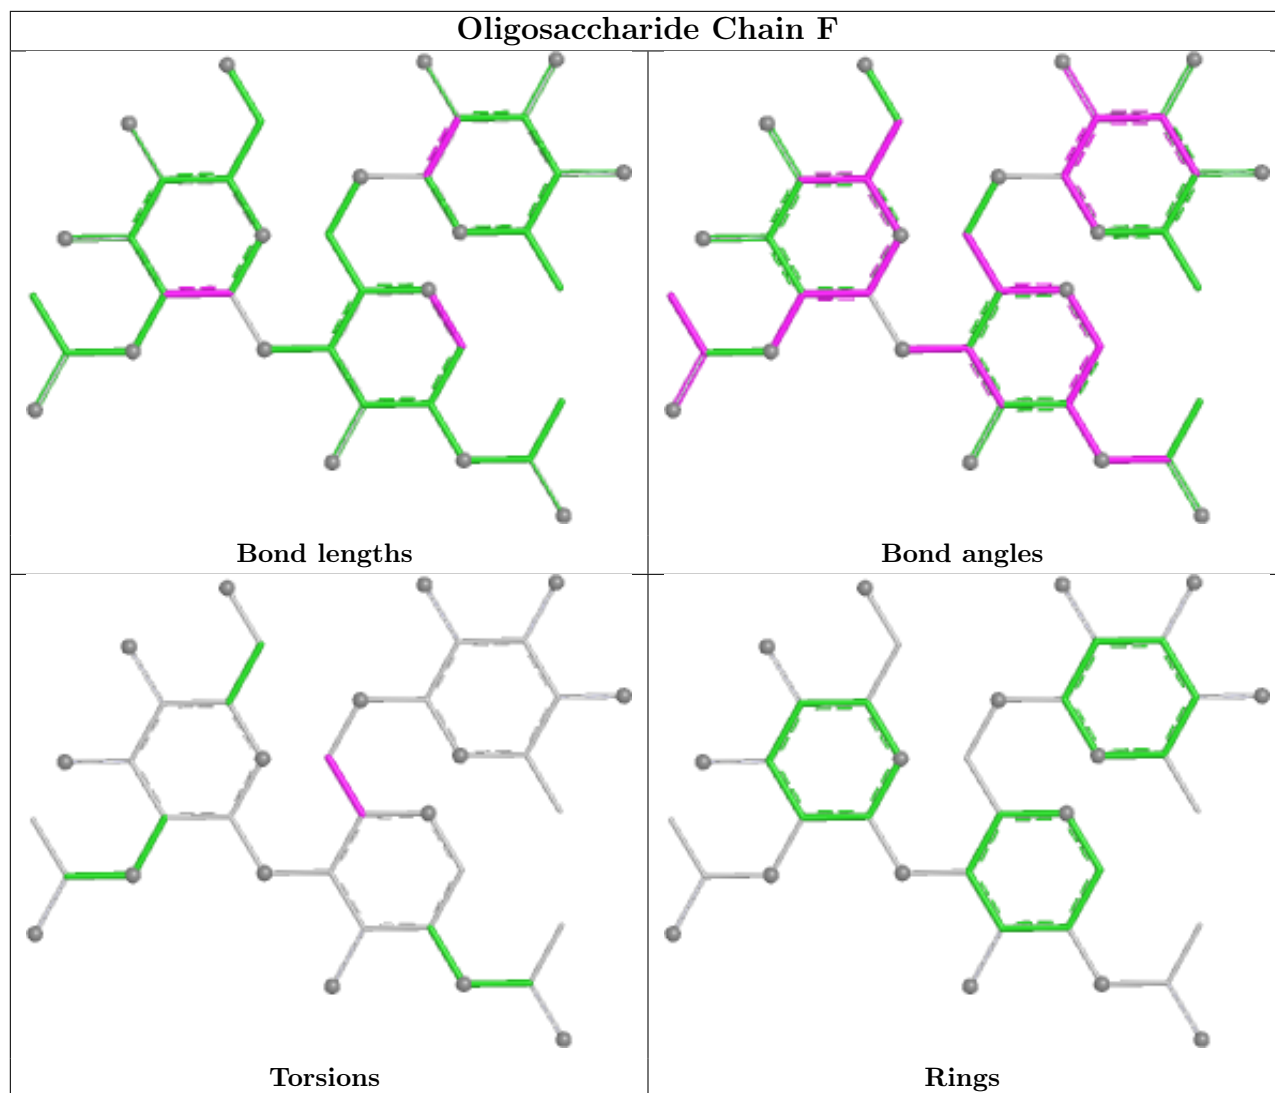 Oligosaccharide Chain F
Bond lengths
Bond angles
Torsions
Rings